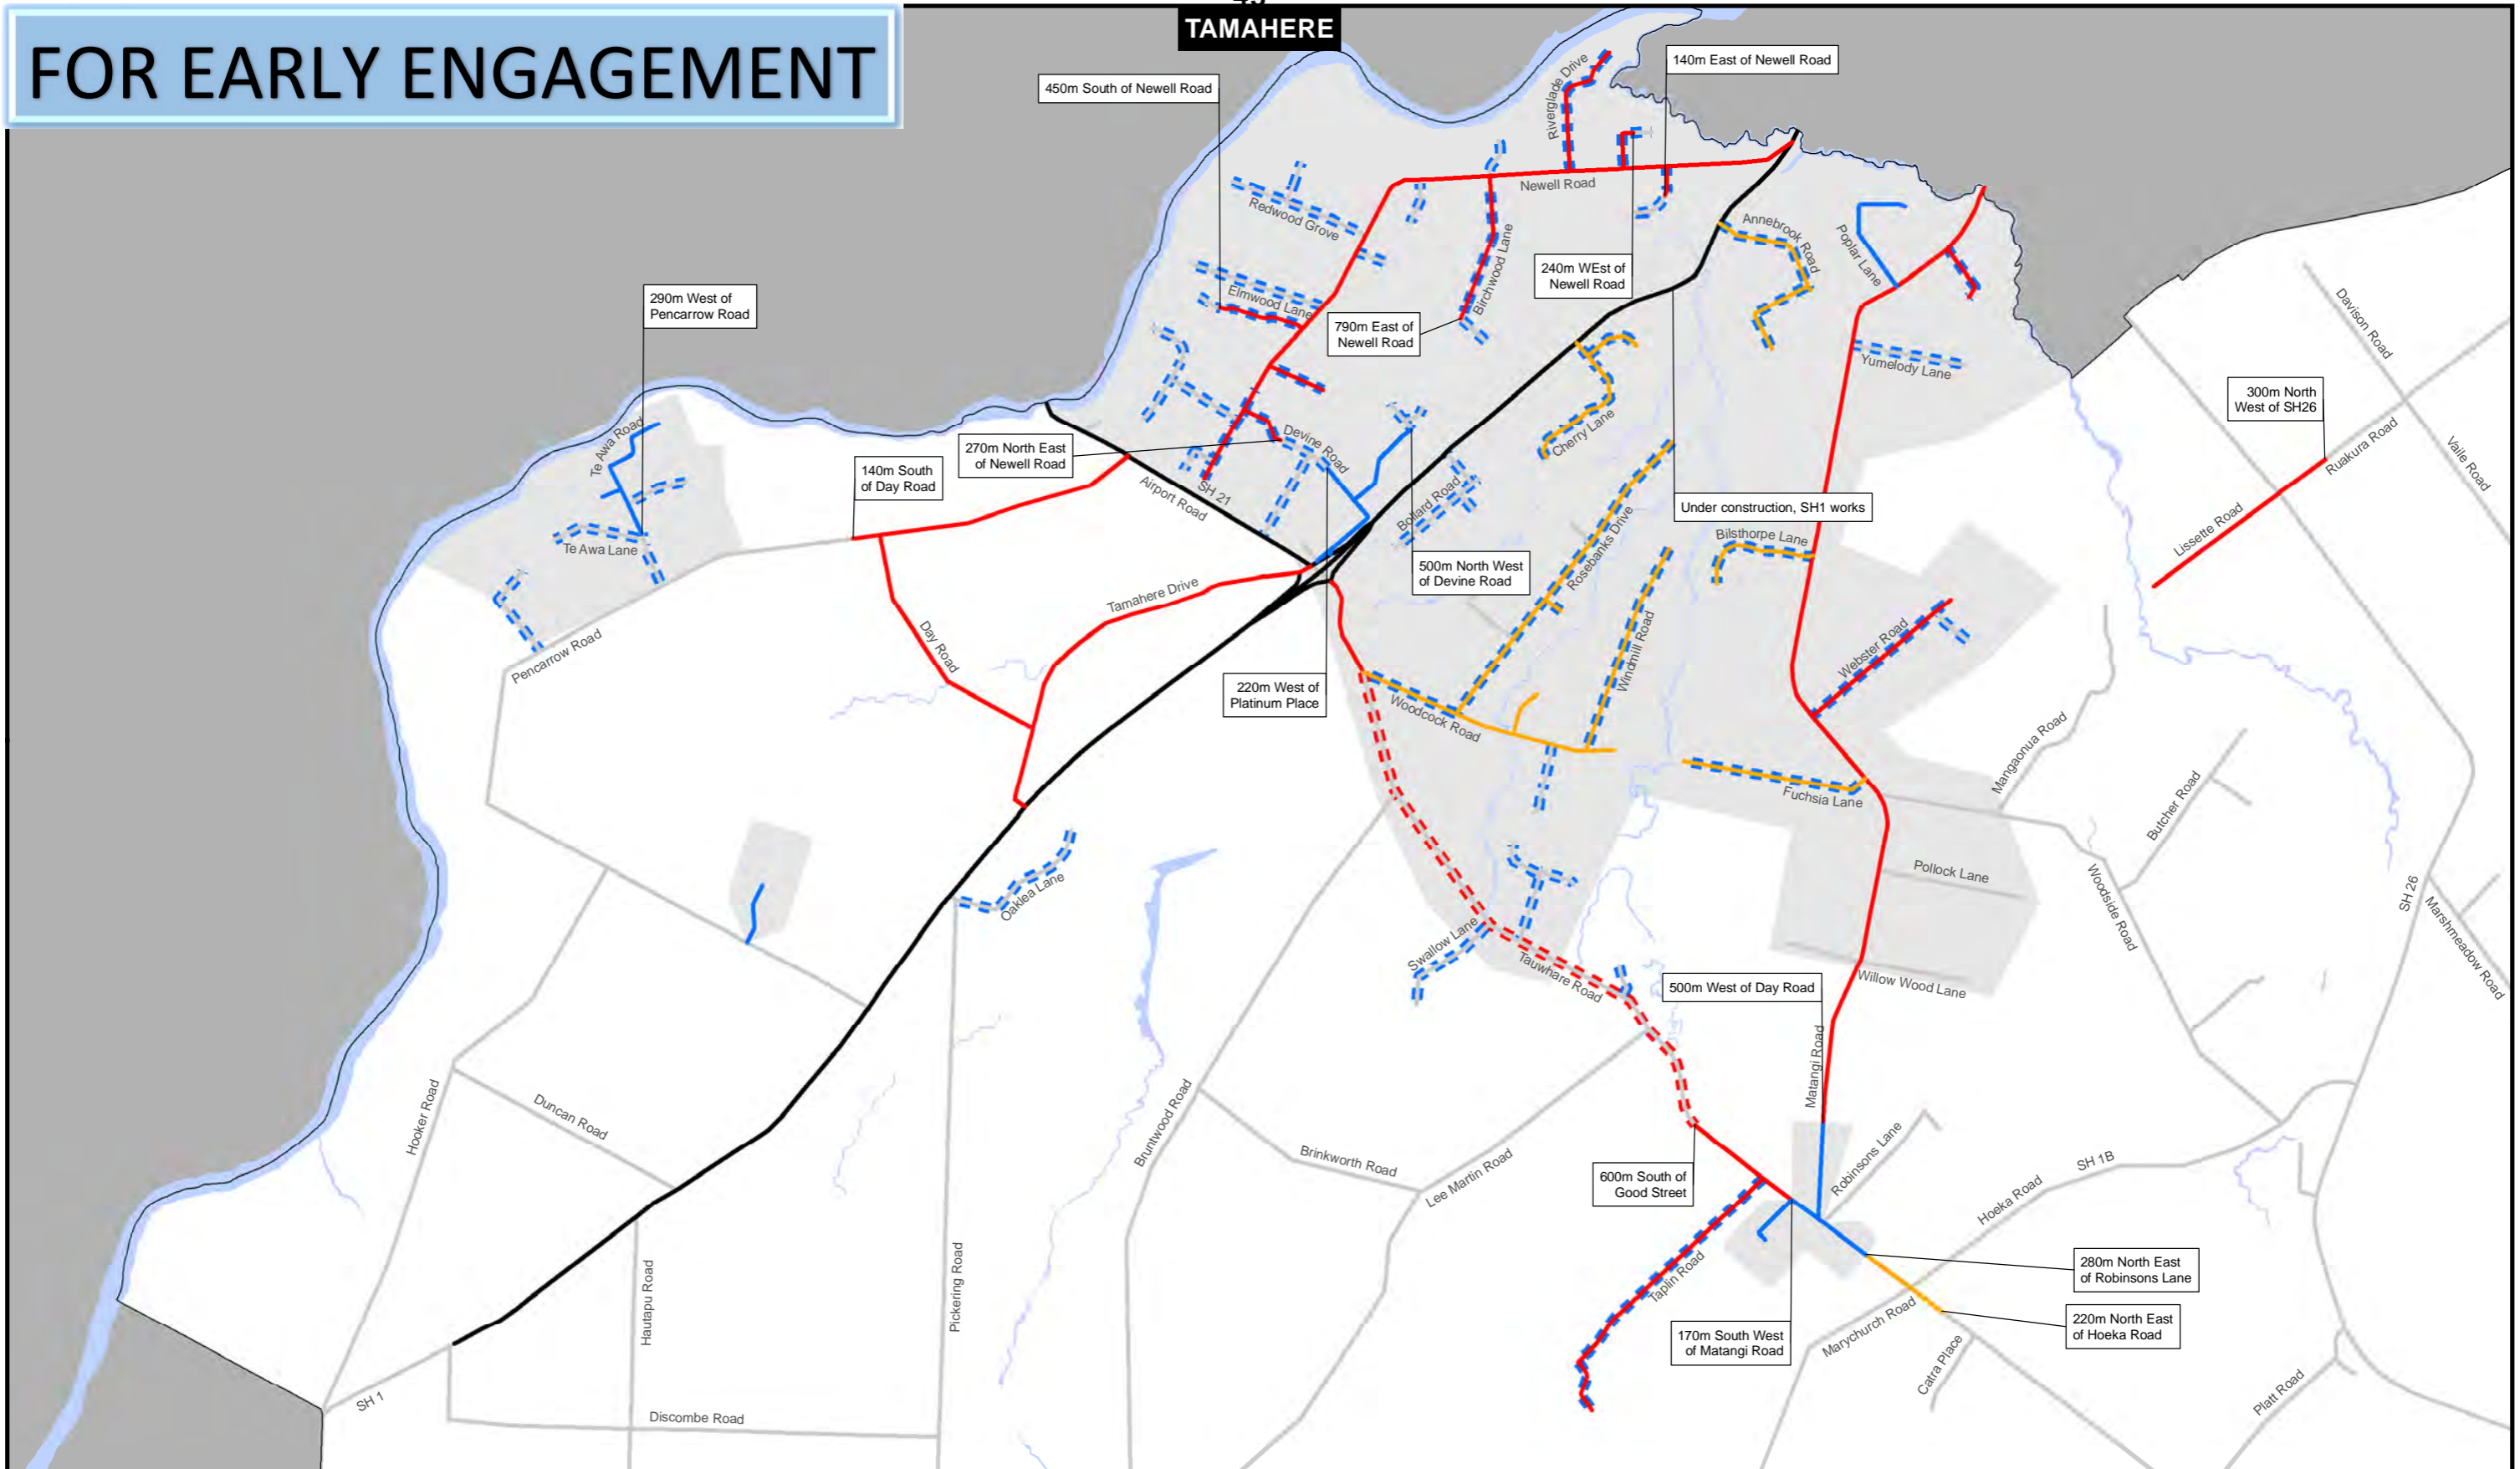 FOR EARLY ENGAGEMENT
TAMAHERE
450m South of Newell Road
140m East of Newell Road
Riverglade Drive
Newell Road
Redwood Grove
Birchwood Lane
Annebrook Road
Poplar Lane
240m WEst of
Newell Road
290m West of
Pencarrow Road
Elmwood Lane
790m East of
Newell Road
Davison Road
Yumelody Lane
300m North
West of SH26
Ruakura Road
Vaile Road
Te Awa Road
270m North East
of Newell Road
Devine Road
Cherry Lane
140m South
of Day Road
SH 21
Airport Road
Bollard Road
Under construction, SH1 works
Lissette Road
Te Awa Lane
Rosebanks Drive
Bilsthorpe Lane
500m North West
of Devine Road
Tamahere Drive
Day Road
Windmill Road
Webster Road
Pencarrow Road
220m West of
Platinum Place
Woodcock Road
Mangaonua Road
Fuchsia Lane
Butcher Road
Oaklea Lane
Pollock Lane
Woodside Road
SH 26
Marshmeadow Road
Swallow Lane
Tauwhare Road
500m West of Day Road
Willow Wood Lane
Matangi Road
Hooker Road
Duncan Road
Bruntwood Road
Brinkworth Road
Lee Martin Road
600m South of
Good Street
Robinsons Lane
SH 1B
Hoeka Road
Hautapu Road
Pickering Road
Taplin Road
280m North East
of Robinsons Lane
220m North East
of Hoeka Road
170m South West
of Matangi Road
Marychurch Road
Catra Place
Platt Road
SH 1
Discombe Road